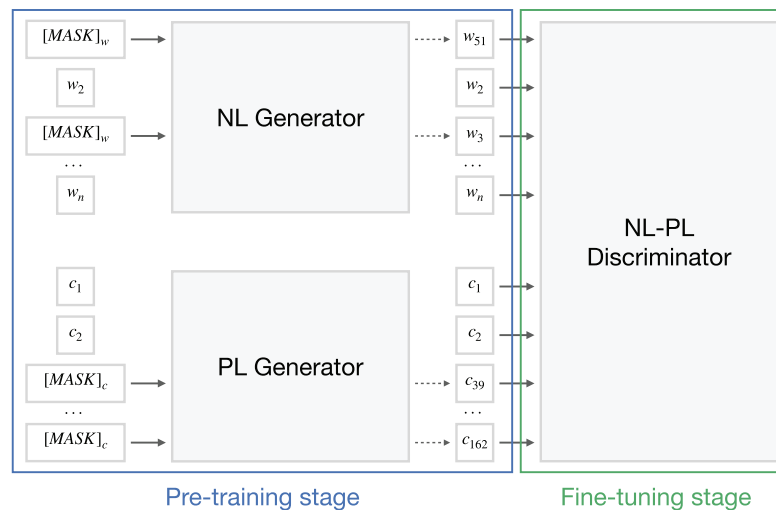 [MASK]w
w51
w2
w2
NL Generator
[MASK]w
w3
...
...
wn
wn
NL-PL
Discriminator
c1
c1
c2
c2
PL Generator
[MASK]c
c39
...
...
[MASK]c
c162
Pre-training stage
Fine-tuning stage